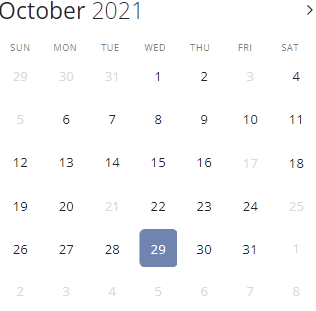 October 2021
SUN MON TUE WED THU FRI SAT
29 30 31 1 2 3 4
5 6 7 8 9 10 11
12 13 14 15 16 17 18
19 20 21 22 23 24 25
26 27 28 29 30 31 1
2 3 4 5 6 7 8